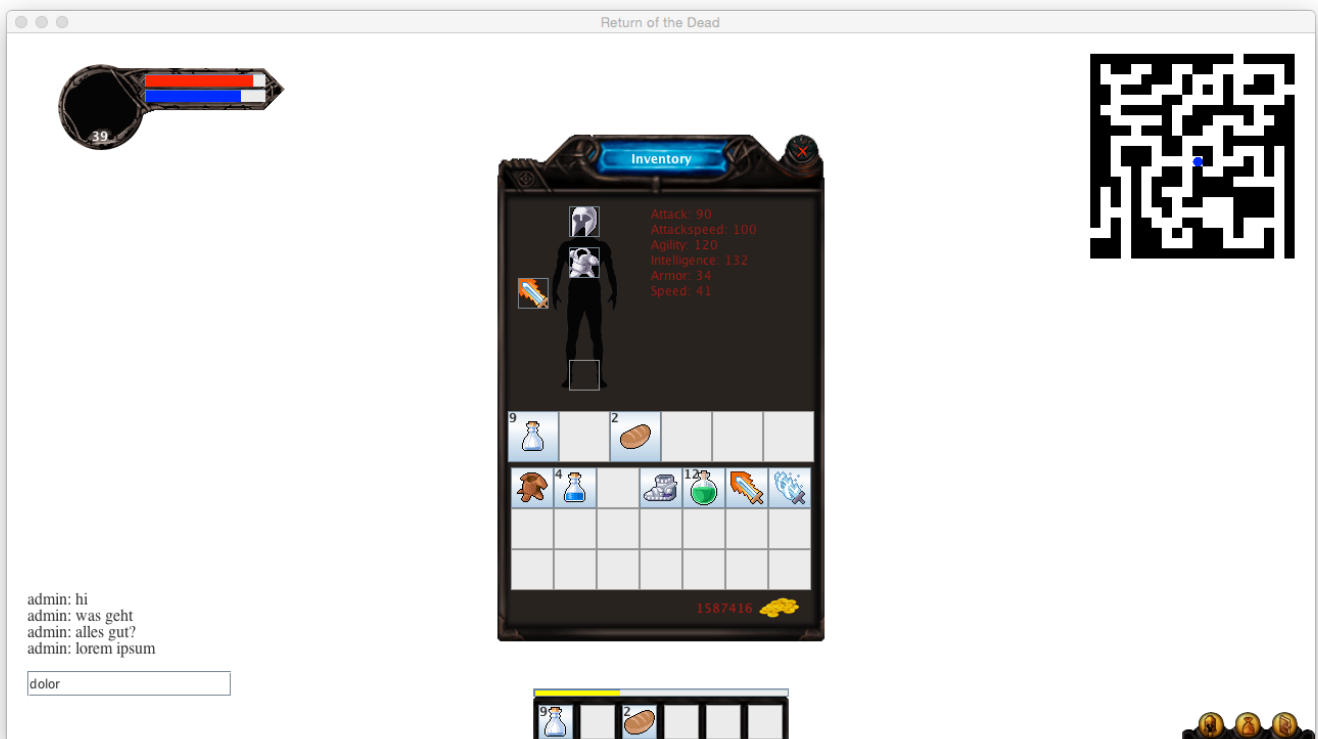 Return of the Dead
39
Inventory
Attack: 90
Attackspeed: 100
Agility: 120
Intelligence: 132
Armor: 34
Speed: 41
9
2
4
12
1587416
admin: hi
admin: was geht
admin: alles gut?
admin: lorem ipsum
dolor
9
2